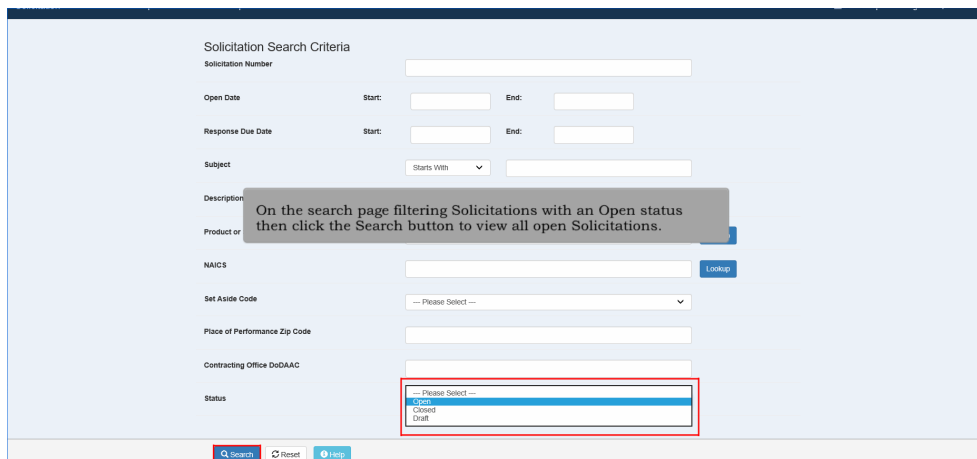 Solicitation Search Criteria
Solicitation Number
Open Date Start: End:
Response Due Date Start: End:
Subject Starts With
Description
On the search page filtering Solicitations with an Open status
then click the Search button to view all open Solicitations.
Product or
NAICS Lookup
Set Aside Code --- Please Select ---
Place of Performance Zip Code
Contracting Office DoDAAC
Status --- Please Select ---
Open
Closed
Draft
Search Reset Help